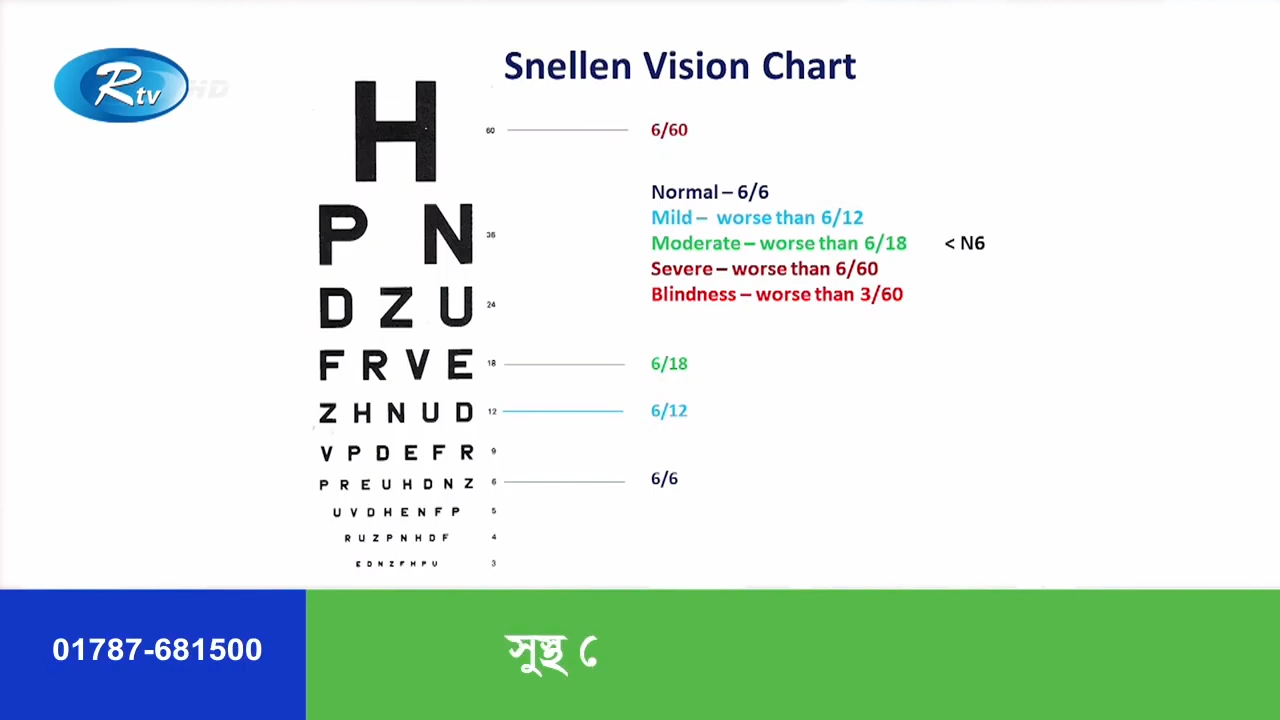 Rtv HD
Snellen Vision Chart
H 60 6/60
Normal – 6/6
Mild – worse than 6/12
P N 36
Moderate – worse than 6/18 < N6
Severe – worse than 6/60
Blindness – worse than 3/60
D Z U 24
F R V E 18 6/18
Z H N U D 12 6/12
V P D E F R 9
P R E U H D N Z 6 6/6
U V D H E N F P 5
R U Z P N H D F 4
E D N Z F H P U 3
01787-681500
সুস্থ